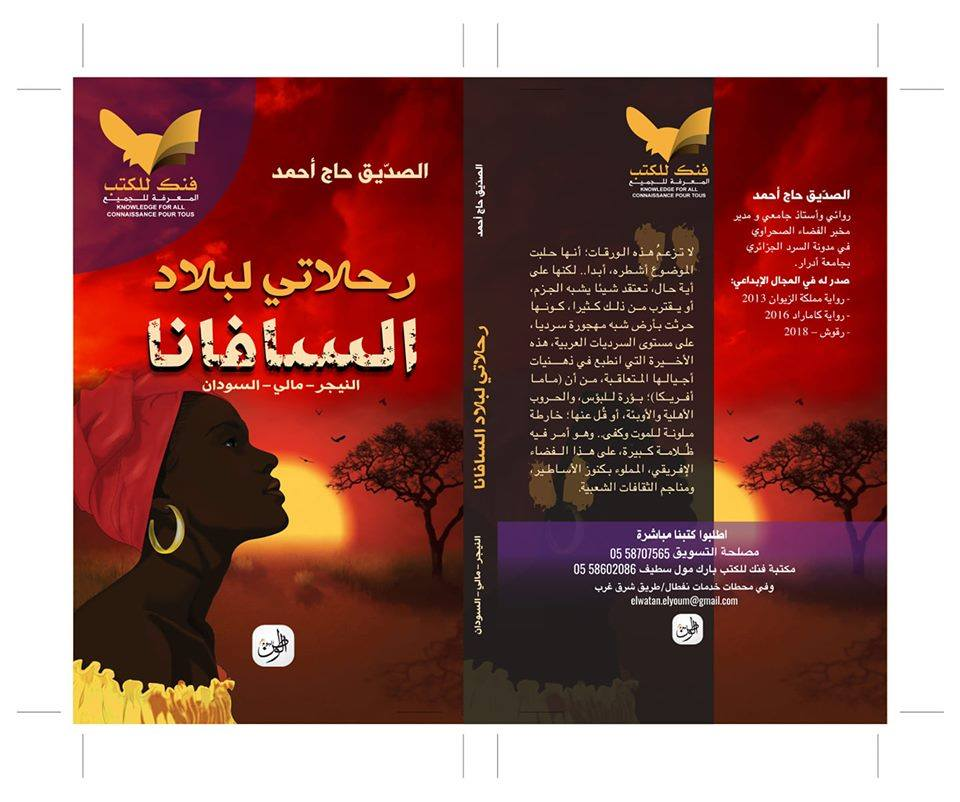 فنك للكتب
المعرفة للجميع
KNOWLEDGE FOR ALL
CONNAISSANCE POUR TOUS
الصدّيق حاج أحمد
رحلاتي لبلاد
السافانا
النيجر – مالي – السودان
الوطن اليوم
الصدّيق حاج أحمد
رحلاتي لبلاد السافانا
النيجر – مالي – السودان
فنك للكتب
المعرفة للجميع
KNOWLEDGE FOR ALL
CONNAISSANCE POUR TOUS
لا تزعم هذه الورقات؛ أنها حلبت
الموضوع أشطره، أبدا.. لكنها على
أية حال، تعتقد شيئا يشبه الجزم،
أو يقترب من ذلك كثيرا، كونها
حرثت بأرض شبه مهجورة سرديا،
على مستوى السرديات العربية، هذه
الأخيرة التي انطبع في ذهنيات
أجيالها المتعاقبة، من أن (ماما
أفريكا)؛ بؤرة للبؤس، والحروب
الأهلية والأوبئة، أو قُل عنها؛ خارطة
ملونة للموت وكفى.. وهو أمر فيه
ظُلامة كبيرة، على هذا الفضاء
الإفريقي، المملوء بكنوز الأساطير،
ومناجم الثقافات الشعبية.
الصدّيق حاج أحمد
روائي وأستاذ جامعي و مدير
مخبر الفضاء الصحراوي
في مدونة السرد الجزائري
بجامعة أدرار.
صدر له في المجال الإبداعي:
- رواية مملكة الزيوان 2013
- رواية كاماراد 2016
- رقوش – 2018
اطلبوا كتبنا مباشرة
مصلحة التسويق 05 58707565
مكتبة فنك للكتب بارك مول سطيف 05 58602086
وفي محطات خدمات نفطال/طريق شرق غرب
elwatan.elyoum@gmail.com
الوطن اليوم